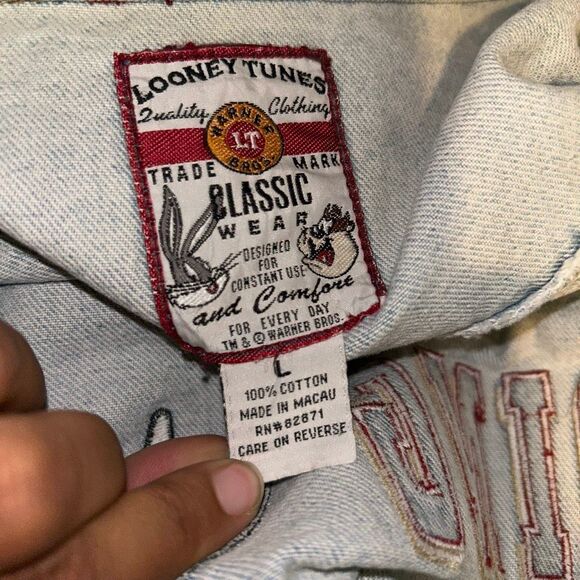 LOONEY TUNES
Quality Clothing
WARNER
LT
BROS
TRADE MARK
CLASSIC
WEAR
DESIGNED
FOR
CONSTANT USE
and Comfort
FOR EVERY DAY
TM & © WARNER BROS.
L
100% COTTON
MADE IN MACAU
RN#62671
CARE ON REVERSE